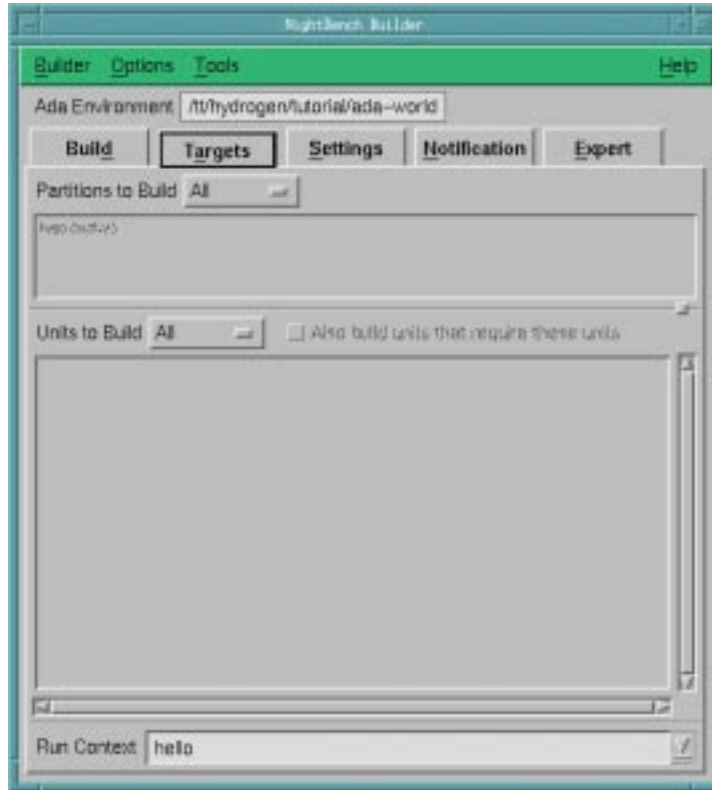 NightBench Builder
Builder Options Tools Help
Ada Environment /tt/hydrogen/tutorial/ada-world
Build Targets Settings Notification Expert
Partitions to Build All
Units to Build All Also build units that require these units
Run Context hello